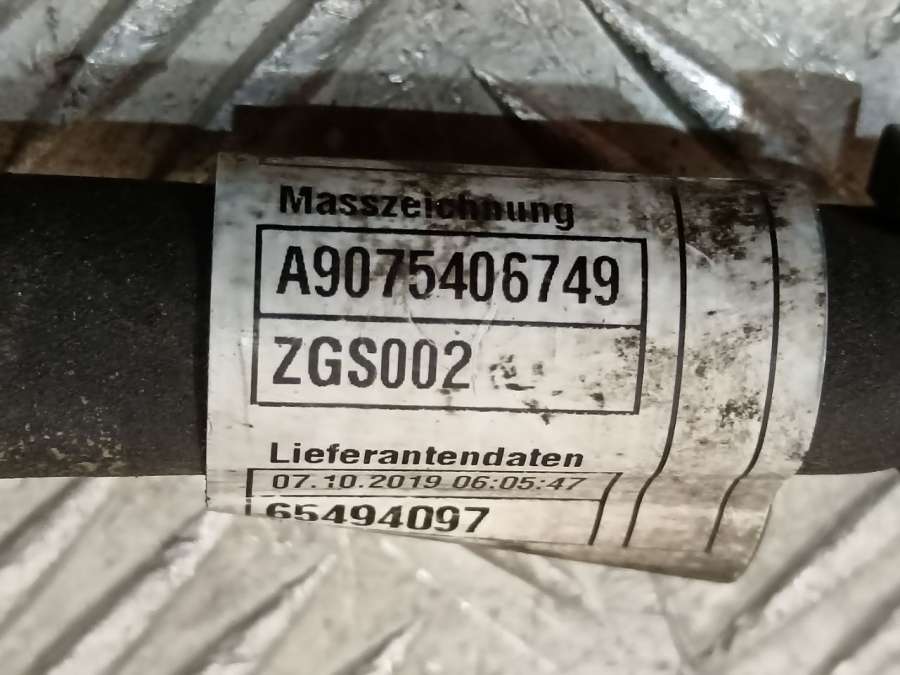 Masszeichnung
A9075406749
ZGS002
Lieferantendaten
07.10.2019 06:05:47
65494097